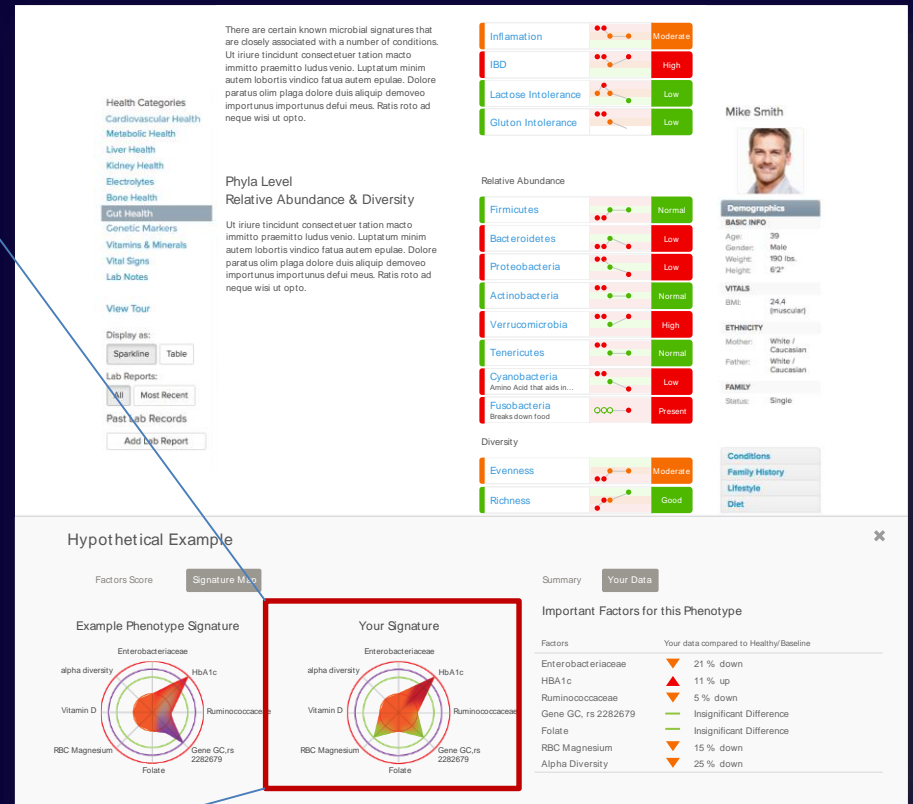 There are certain known microbial signatures that
are closely associated with a number of conditions.
Ut iriure tincidunt consectetuer tation macto
immitto praemitto ludus venio. Luptatum minim
autem lobortis vindico fatua autem epulae. Dolore
paratus olim plaga dolore duis aliquip demoveo
importunus importunus defui meus. Ratis roto ad
neque wisi ut opto.
Inflamation Moderate
IBD High
Lactose Intolerance Low
Gluton Intolerance Low
Health Categories
Cardiovascular Health
Metabolic Health
Liver Health
Kidney Health
Electrolytes
Bone Health
Gut Health
Genetic Markers
Vitamins & Minerals
Vital Signs
Lab Notes
View Tour
Display as:
Sparkline Table
Lab Reports:
All Most Recent
Past Lab Records
Add Lab Report
Phyla Level
Relative Abundance & Diversity
Ut iriure tincidunt consectetuer tation macto
immitto praemitto ludus venio. Luptatum minim
autem lobortis vindico fatua autem epulae. Dolore
paratus olim plaga dolore duis aliquip demoveo
importunus importunus defui meus. Ratis roto ad
neque wisi ut opto.
Relative Abundance
Firmicutes Normal
Bacteroidetes Low
Proteobacteria Low
Actinobacteria Normal
Verrucomicrobia High
Tenericutes Normal
Cyanobacteria Low
Amino Acid that aids in...
Fusobacteria Present
Breaks down food
Diversity
Evenness Moderate
Richness Good
Mike Smith
Demographics
BASIC INFO
Age: 39
Gender: Male
Weight: 190 lbs.
Height: 6'2"
VITALS
BMI: 24.4
(muscular)
ETHNICITY
Mother: White /
Caucasian
Father: White /
Caucasian
FAMILY
Status: Single
Conditions
Family History
Lifestyle
Diet
Hypothetical Example
Factors Score Signature Map
Summary Your Data
Example Phenotype Signature
Enterobacteriaceae
alpha diversity HbA1c
Vitamin D Ruminococcaceae
RBC Magnesium Gene GC,rs
2282679
Folate
Your Signature
Enterobacteriaceae
alpha diversity HbA1c
Vitamin D Ruminococcaceae
RBC Magnesium Gene GC,rs
2282679
Folate
Important Factors for this Phenotype
Factors Your data compared to Healthy/Baseline
Enterobacteriaceae 21 % down
HBA1c 11 % up
Ruminococcaceae 5 % down
Gene GC, rs 2282679 Insignificant Difference
Folate Insignificant Difference
RBC Magnesium 15 % down
Alpha Diversity 25 % down